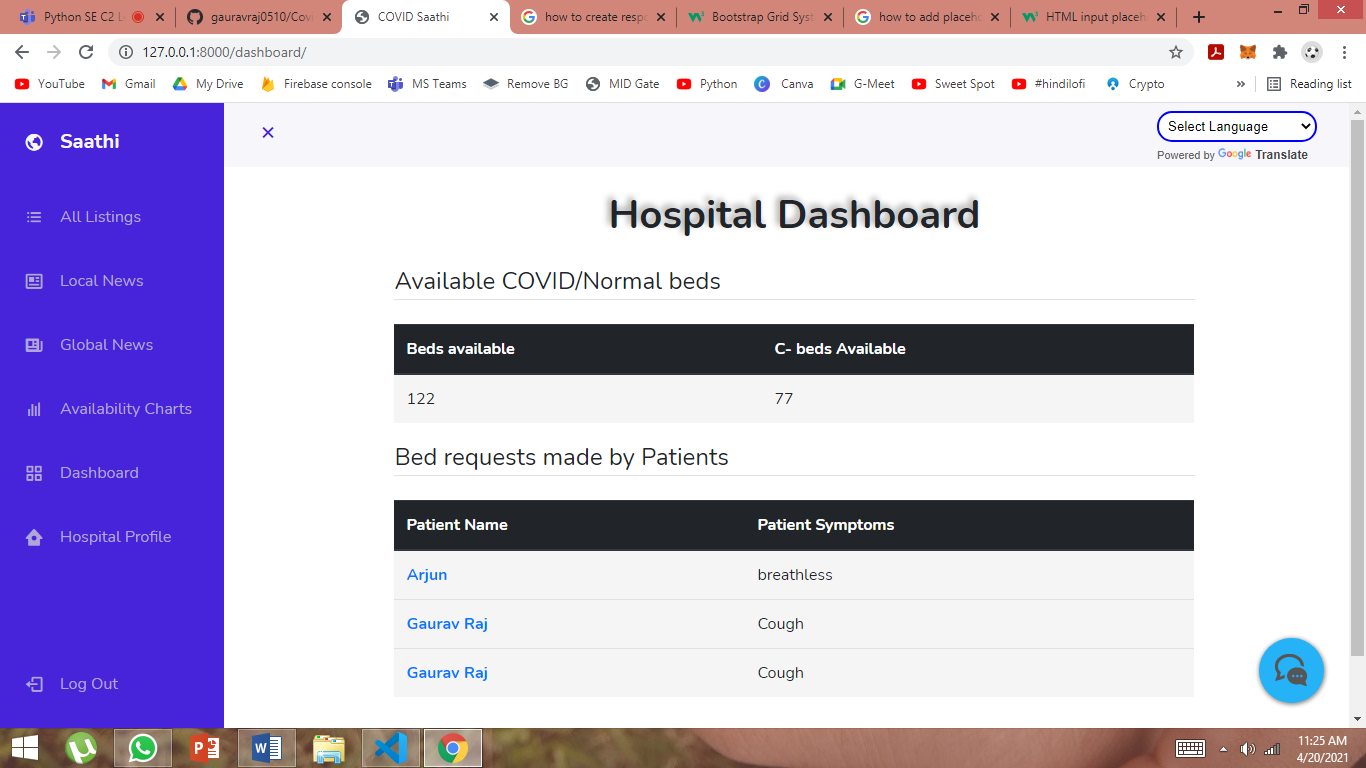 Python SE C2 L
gauravraj0510/Covi
COVID Saathi
how to create respo
Bootstrap Grid Syst
how to add placeho
HTML input placeh
127.0.0.1:8000/dashboard/
YouTube
Gmail
My Drive
Firebase console
MS Teams
Remove BG
MID Gate
Python
Canva
G-Meet
Sweet Spot
#hindilofi
Crypto
»
Reading list
Saathi
All Listings
Local News
Global News
Availability Charts
Dashboard
Hospital Profile
Log Out
Select Language
Powered by Google Translate
Hospital Dashboard
Available COVID/Normal beds
Beds available C- beds Available
122 77
Bed requests made by Patients
Patient Name Patient Symptoms
Arjun breathless
Gaurav Raj Cough
Gaurav Raj Cough
11:25 AM
4/20/2021